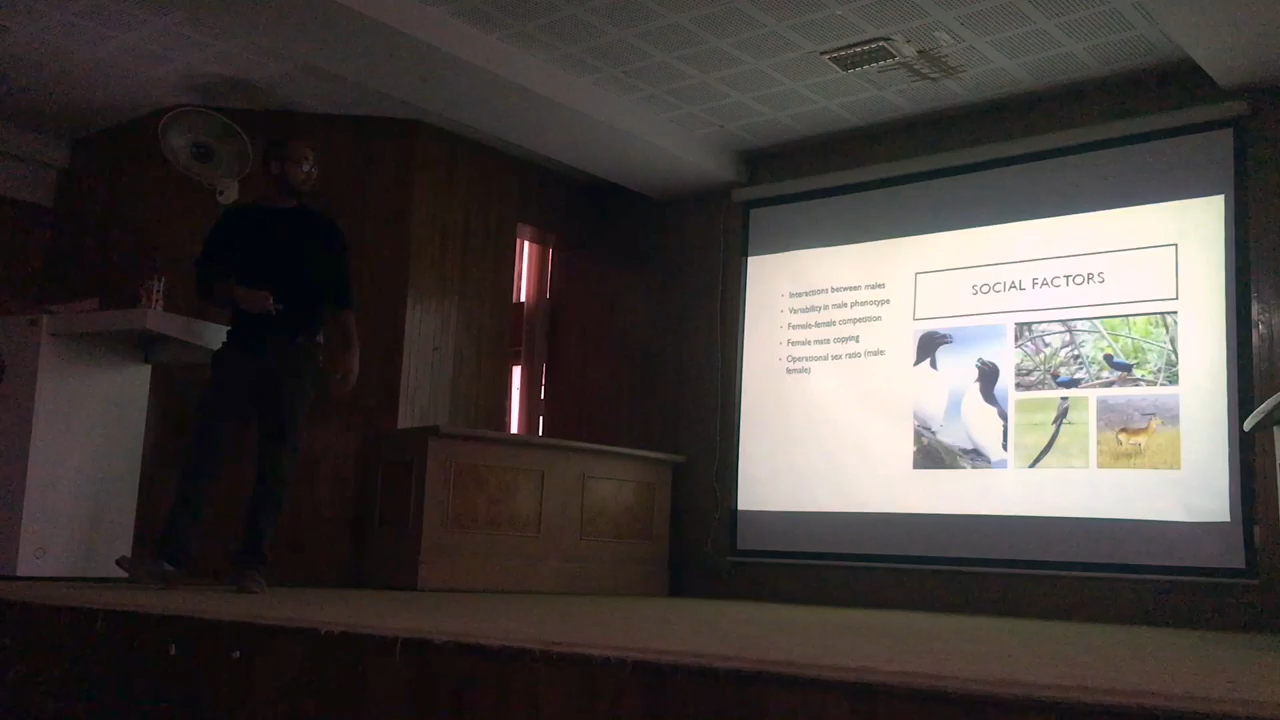 SOCIAL FACTORS
• Interactions between males
• Variability in male phenotype
• Female-female competition
• Female mate copying
• Operational sex ratio (male:
female)